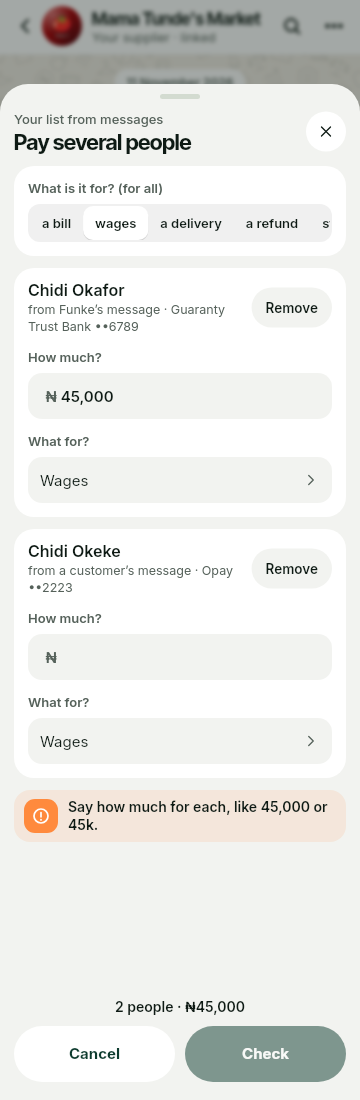 Mama Tunde's Market
Your supplier · linked
11 November 2026
Your list from messages
Pay several people
What is it for? (for all)
a bill
wages
a delivery
a refund
Chidi Okafor
from Funke’s message · Guaranty
Trust Bank ••6789
Remove
How much?
₦ 45,000
What for?
Wages
Chidi Okeke
from a customer’s message · Opay
••2223
Remove
How much?
₦
What for?
Wages
Say how much for each, like 45,000 or
45k.
2 people · ₦45,000
Cancel
Check